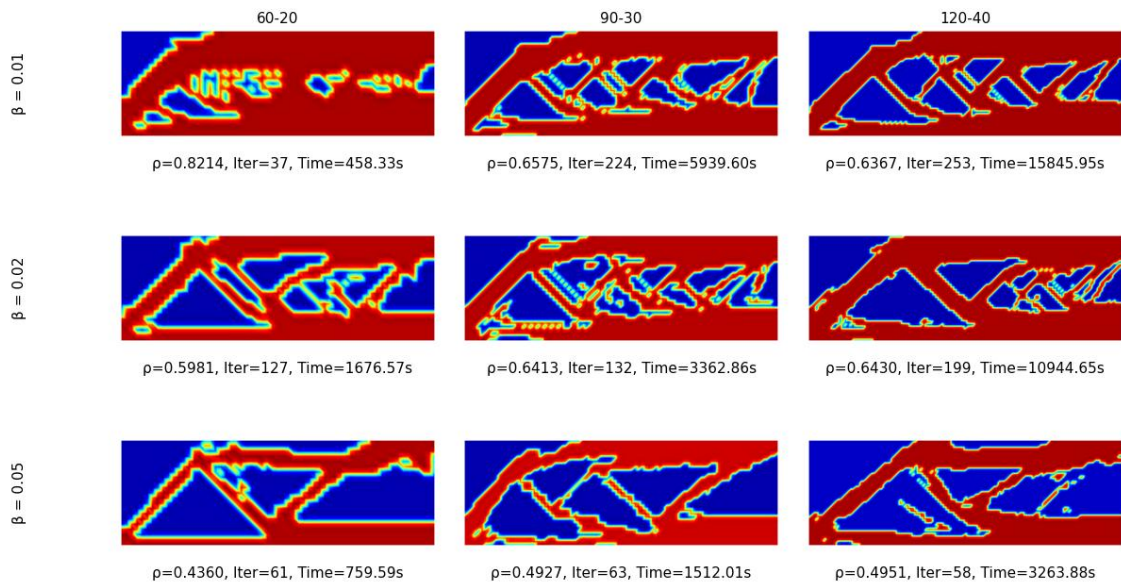 60-20 90-30 120-40
β = 0.01
ρ=0.8214, Iter=37, Time=458.33s ρ=0.6575, Iter=224, Time=5939.60s ρ=0.6367, Iter=253, Time=15845.95s
β = 0.02
ρ=0.5981, Iter=127, Time=1676.57s ρ=0.6413, Iter=132, Time=3362.86s ρ=0.6430, Iter=199, Time=10944.65s
β = 0.05
ρ=0.4360, Iter=61, Time=759.59s ρ=0.4927, Iter=63, Time=1512.01s ρ=0.4951, Iter=58, Time=3263.88s